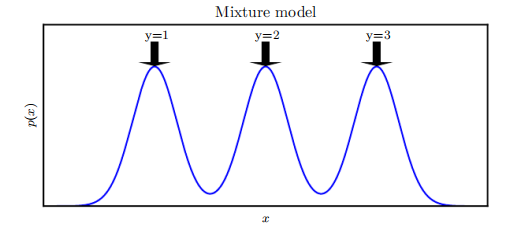 Mixture model
y=1 y=2 y=3
p(x)
x